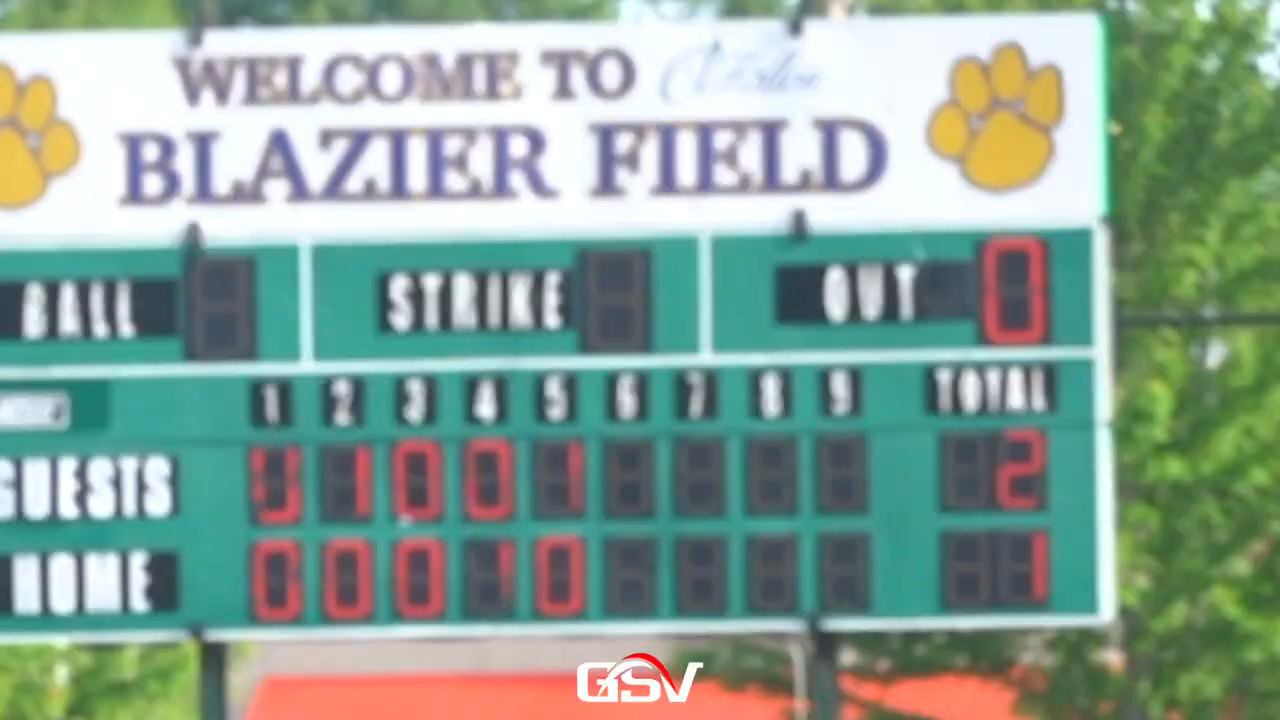 WELCOME TO
BLAZIER FIELD
BALL STRIKE OUT 0
1 2 3 4 5 6 7 8 9 TOTAL
GUESTS 0 1 0 0 1 2
HOME 0 0 0 1 0 1
GSV